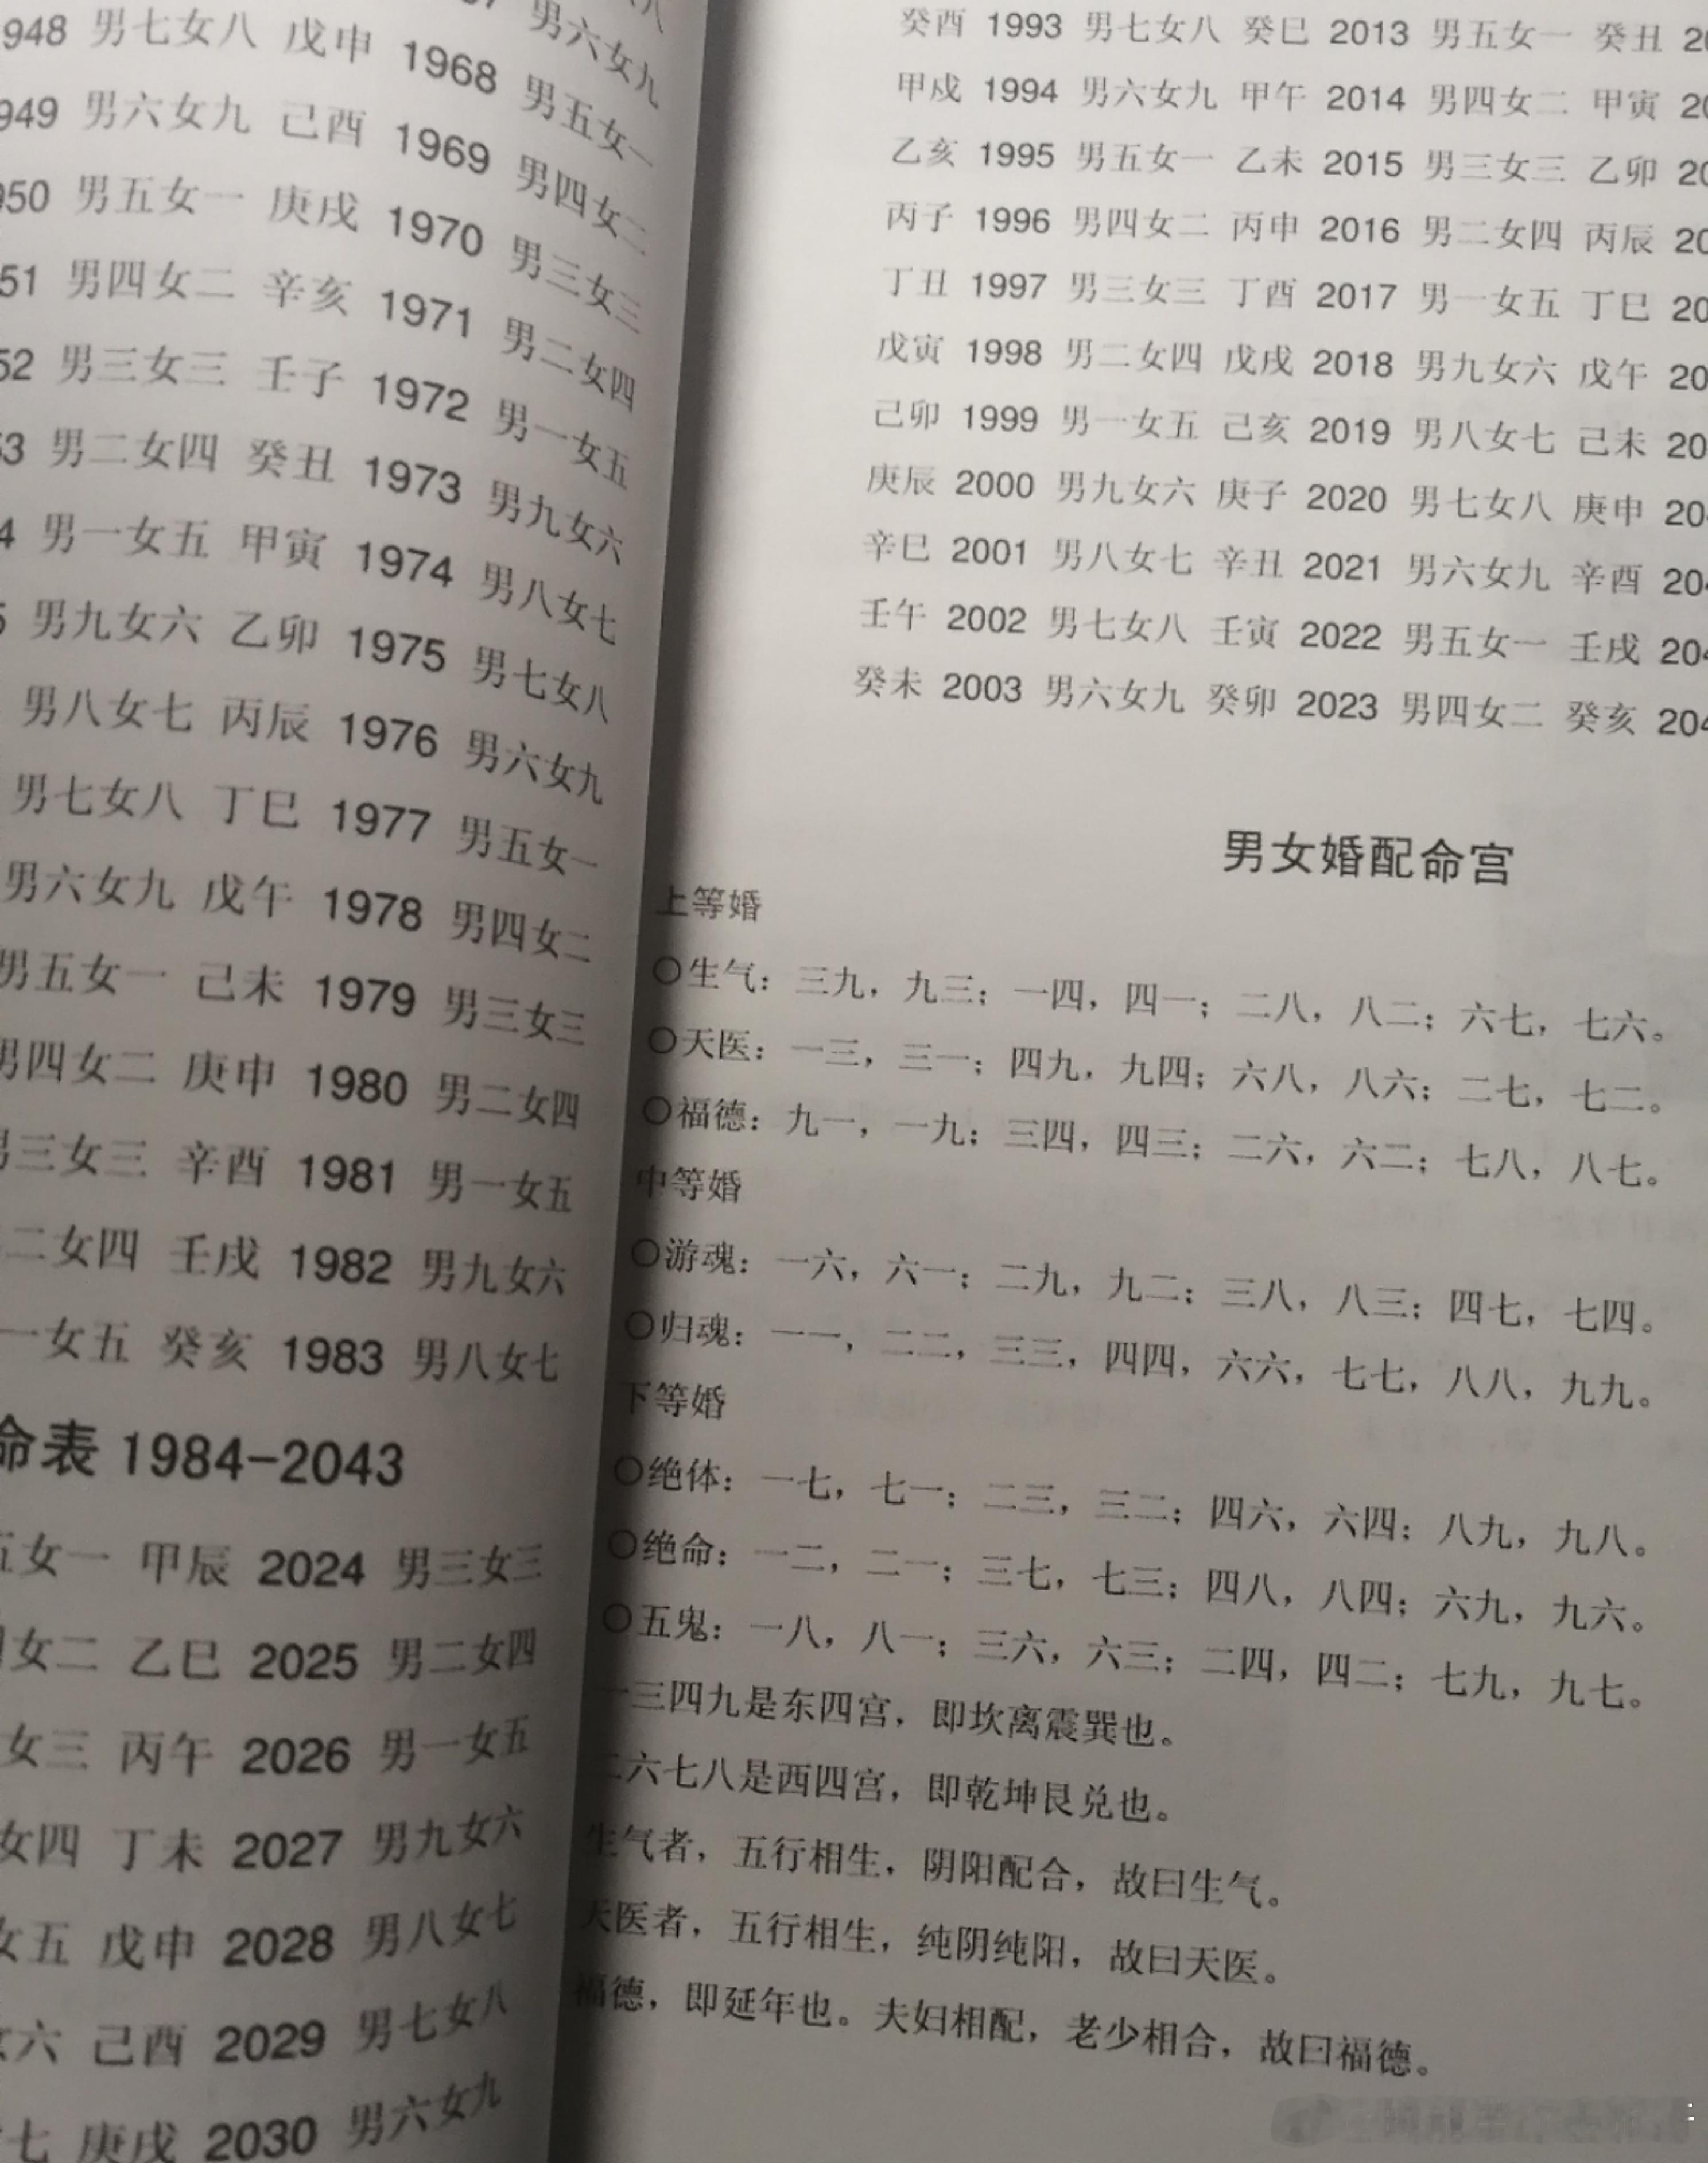 948 男七女八 戊申 1968 男五女一
949 男六女九 己酉 1969 男四女二
950 男五女一 庚戌 1970 男三女三
51 男四女二 辛亥 1971 男二女四
52 男三女三 壬子 1972 男一女五
53 男二女四 癸丑 1973 男九女六
4 男一女五 甲寅 1974 男八女七
5 男九女六 乙卯 1975 男七女八
男八女七 丙辰 1976 男六女九
男七女八 丁巳 1977 男五女一
男六女九 戊午 1978 男四女二
男五女一 己未 1979 男三女三
男四女二 庚申 1980 男二女四
男三女三 辛酉 1981 男一女五
二女四 壬戌 1982 男九女六
一女五 癸亥 1983 男八女七
命表 1984-2043
五女一 甲辰 2024 男三女三
女二 乙巳 2025 男二女四
女三 丙午 2026 男一女五
女四 丁未 2027 男九女六
女五 戊申 2028 男八女七
女六 己酉 2029 男七女八
七 庚戌 2030 男六女九
癸酉 1993 男七女八 癸巳 2013 男五女一 癸丑 20
甲戍 1994 男六女九 甲午 2014 男四女二 甲寅 20
乙亥 1995 男五女一 乙未 2015 男三女三 乙卯 20
丙子 1996 男四女二 丙申 2016 男二女四 丙辰 20
丁丑 1997 男三女三 丁酉 2017 男一女五 丁巳 20
戊寅 1998 男二女四 戊戌 2018 男九女六 戊午 20
己卯 1999 男一女五 己亥 2019 男八女七 己未 20
庚辰 2000 男九女六 庚子 2020 男七女八 庚申 20
辛巳 2001 男八女七 辛丑 2021 男六女九 辛酉 204
壬午 2002 男七女八 壬寅 2022 男五女一 壬戌 204
癸未 2003 男六女九 癸卯 2023 男四女二 癸亥 204
男女婚配命宫
上等婚
〇生气：三九，九三；一四，四一；二八，八二；六七，七六。
〇天医：一三，三一；四九，九四；六八，八六；二七，七二。
〇福德：九一，一九；三四，四三；二六，六二；七八，八七。
中等婚
〇游魂：一六，六一；二九，九二；三八，八三；四七，七四。
〇归魂：一一，二二，三三，四四，六六，七七，八八，九九。
下等婚
〇绝体：一七，七一；二三，三二；四六，六四；八九，九八。
〇绝命：一二，二一；三七，七三；四八，八四；六九，九六。
〇五鬼：一八，八一；三六，六三；二四，四二；七九，九七。
一三四九是东四宫，即坎离震巽也。
二六七八是西四宫，即乾坤艮兑也。
生气者，五行相生，阴阳配合，故曰生气。
天医者，五行相生，纯阴纯阳，故曰天医。
福德，即延年也。夫妇相配，老少相合，故曰福德。